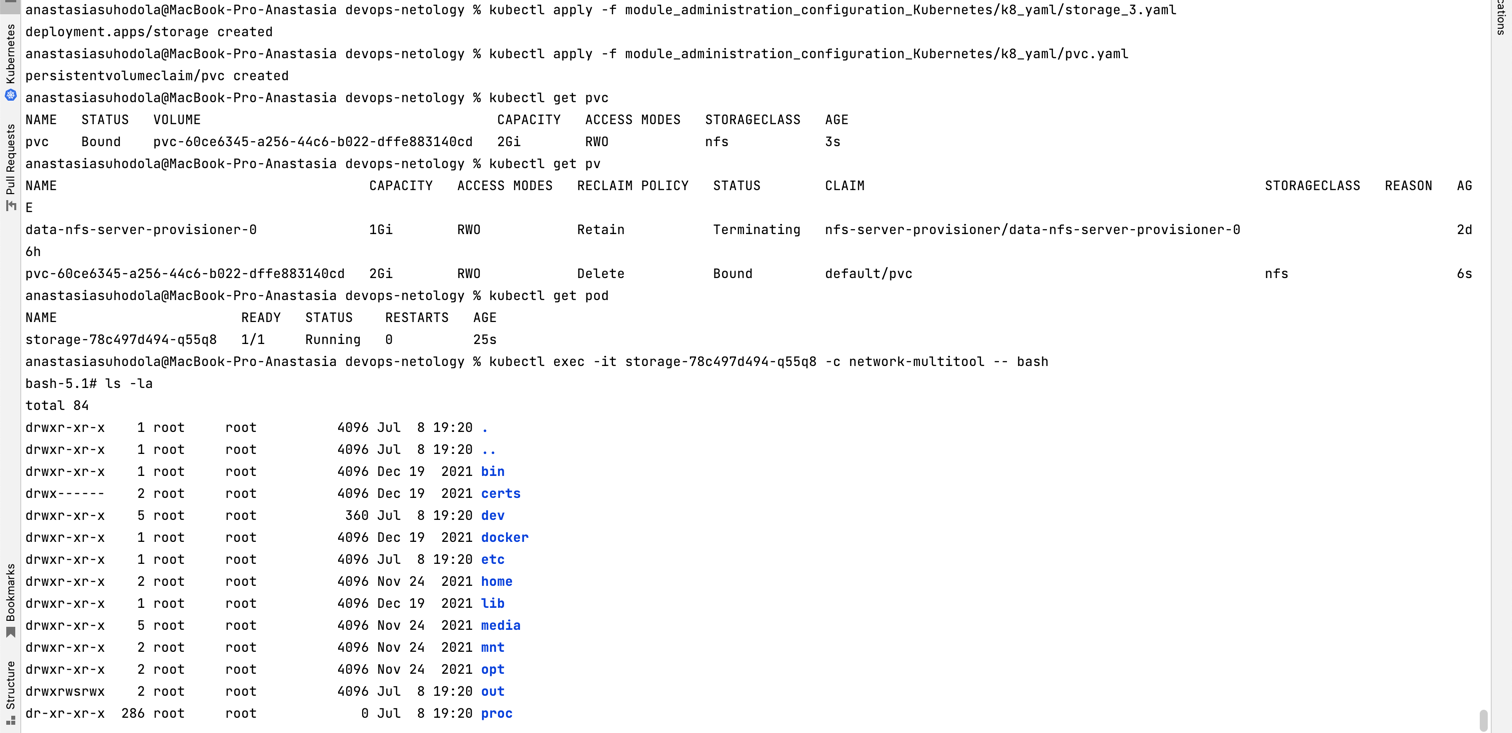 anastasiasuhodola@MacBook-Pro-Anastasia devops-netology % kubectl apply -f module_administration_configuration_Kubernetes/k8_yaml/storage_3.yaml
deployment.apps/storage created
anastasiasuhodola@MacBook-Pro-Anastasia devops-netology % kubectl apply -f module_administration_configuration_Kubernetes/k8_yaml/pvc.yaml
persistentvolumeclaim/pvc created
anastasiasuhodola@MacBook-Pro-Anastasia devops-netology % kubectl get pvc
NAME   STATUS   VOLUME                                     CAPACITY   ACCESS MODES   STORAGECLASS   AGE
pvc    Bound    pvc-60ce6345-a256-44c6-b022-dffe883140cd   2Gi        RWO            nfs            3s
anastasiasuhodola@MacBook-Pro-Anastasia devops-netology % kubectl get pv
NAME                                       CAPACITY   ACCESS MODES   RECLAIM POLICY   STATUS        CLAIM                                                  STORAGECLASS   REASON   AG
E
data-nfs-server-provisioner-0              1Gi        RWO            Retain           Terminating   nfs-server-provisioner/data-nfs-server-provisioner-0                           2d
6h
pvc-60ce6345-a256-44c6-b022-dffe883140cd   2Gi        RWO            Delete           Bound         default/pvc                                            nfs                     6s
anastasiasuhodola@MacBook-Pro-Anastasia devops-netology % kubectl get pod
NAME                       READY   STATUS    RESTARTS   AGE
storage-78c497d494-q55q8   1/1     Running   0          25s
anastasiasuhodola@MacBook-Pro-Anastasia devops-netology % kubectl exec -it storage-78c497d494-q55q8 -c network-multitool -- bash
bash-5.1# ls -la
total 84
drwxr-xr-x    1 root     root          4096 Jul  8 19:20 .
drwxr-xr-x    1 root     root          4096 Jul  8 19:20 ..
drwxr-xr-x    1 root     root          4096 Dec 19  2021 bin
drwx------    2 root     root          4096 Dec 19  2021 certs
drwxr-xr-x    5 root     root           360 Jul  8 19:20 dev
drwxr-xr-x    1 root     root          4096 Dec 19  2021 docker
drwxr-xr-x    1 root     root          4096 Jul  8 19:20 etc
drwxr-xr-x    2 root     root          4096 Nov 24  2021 home
drwxr-xr-x    1 root     root          4096 Dec 19  2021 lib
drwxr-xr-x    5 root     root          4096 Nov 24  2021 media
drwxr-xr-x    2 root     root          4096 Nov 24  2021 mnt
drwxr-xr-x    2 root     root          4096 Nov 24  2021 opt
drwxrwsrwx    2 root     root          4096 Jul  8 19:20 out
dr-xr-xr-x  286 root     root             0 Jul  8 19:20 proc
Kubernetes
Pull Requests
Bookmarks
Structure
cations